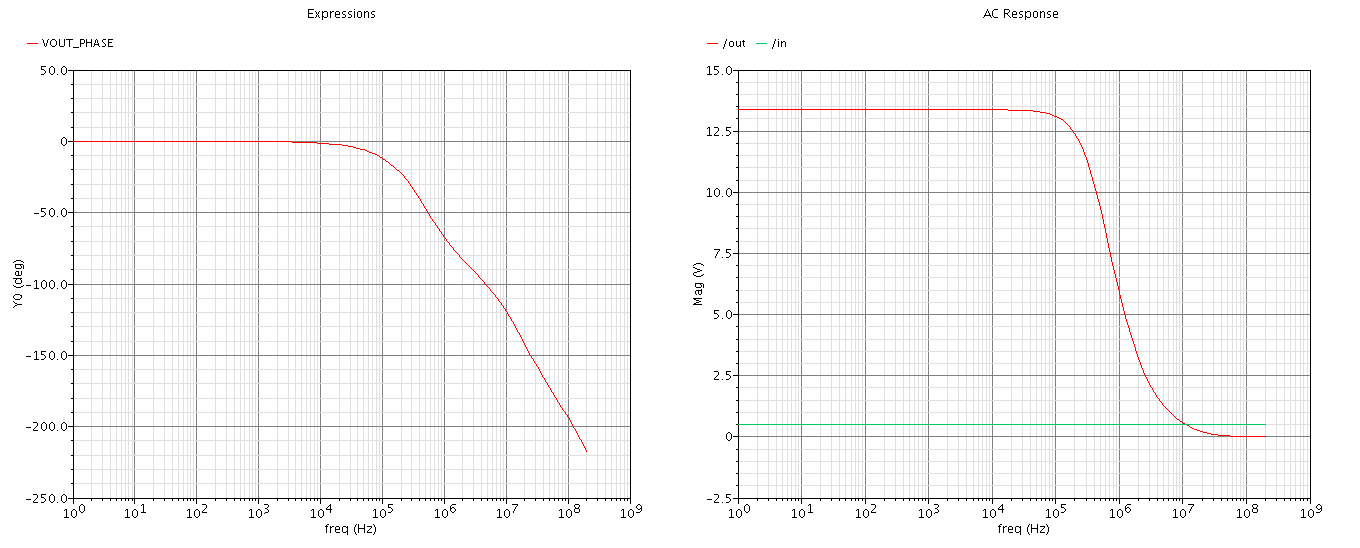 Expressions
VOUT_PHASE
50.0
0
-50.0
-100.0
-150.0
-200.0
-250.0
YO (deg)
10^0 10^1 10^2 10^3 10^4 10^5 10^6 10^7 10^8 10^9
freq (Hz)
AC Response
/out /in
15.0
12.5
10.0
7.5
5.0
2.5
0
-2.5
Mag (V)
10^0 10^1 10^2 10^3 10^4 10^5 10^6 10^7 10^8 10^9
freq (Hz)